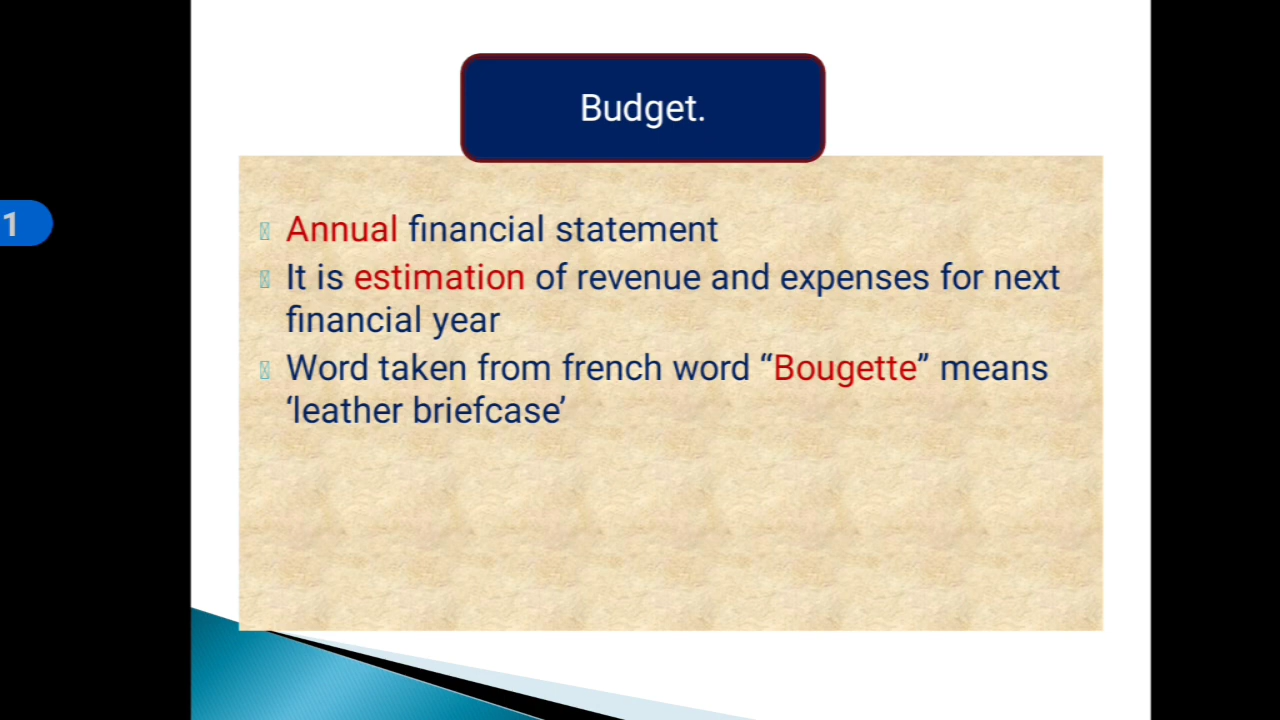 Budget.
1
Annual financial statement
It is estimation of revenue and expenses for next
financial year
Word taken from french word “Bougette” means
‘leather briefcase’